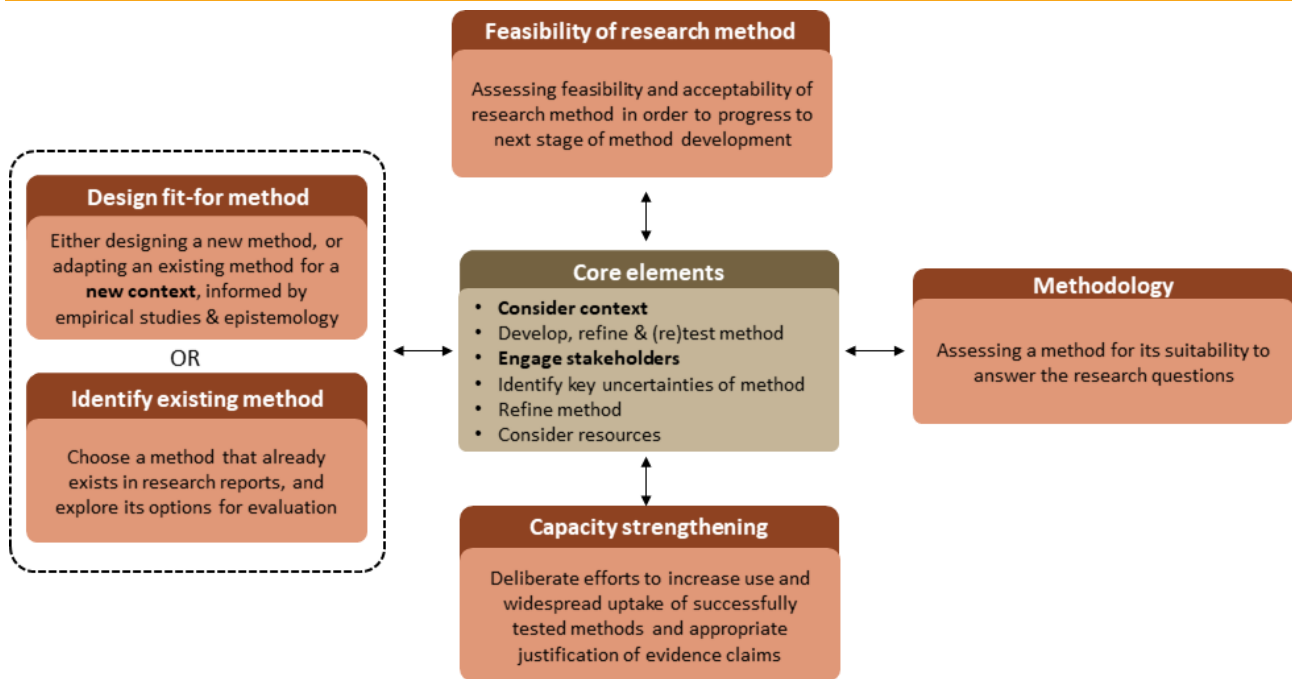 Feasibility of research method
Assessing feasibility and acceptability of
research method in order to progress to
next stage of method development
Design fit-for method
Either designing a new method, or
adapting an existing method for a
new context, informed by
empirical studies & epistemology
OR
Identify existing method
Choose a method that already
exists in research reports, and
explore its options for evaluation
Core elements
• Consider context
• Develop, refine & (re)test method
• Engage stakeholders
• Identify key uncertainties of method
• Refine method
• Consider resources
Methodology
Assessing a method for its suitability to
answer the research questions
Capacity strengthening
Deliberate efforts to increase use and
widespread uptake of successfully
tested methods and appropriate
justification of evidence claims